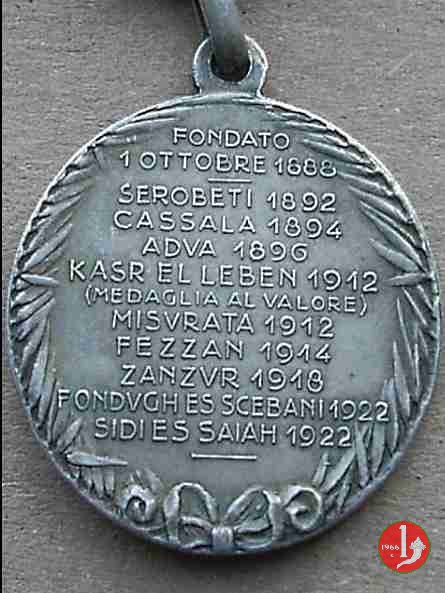 FONDATO
1 OTTOBRE 1888
SEROBETI 1892
CASSALA 1894
ADVA 1896
KASR EL LEBEN 1912
(MEDAGLIA AL VALORE)
MISVRATA 1912
FEZZAN 1914
ZANZVR 1918
FONDVGH ES SCEBANI 1922
SIDI ES SAIAH 1922
1966